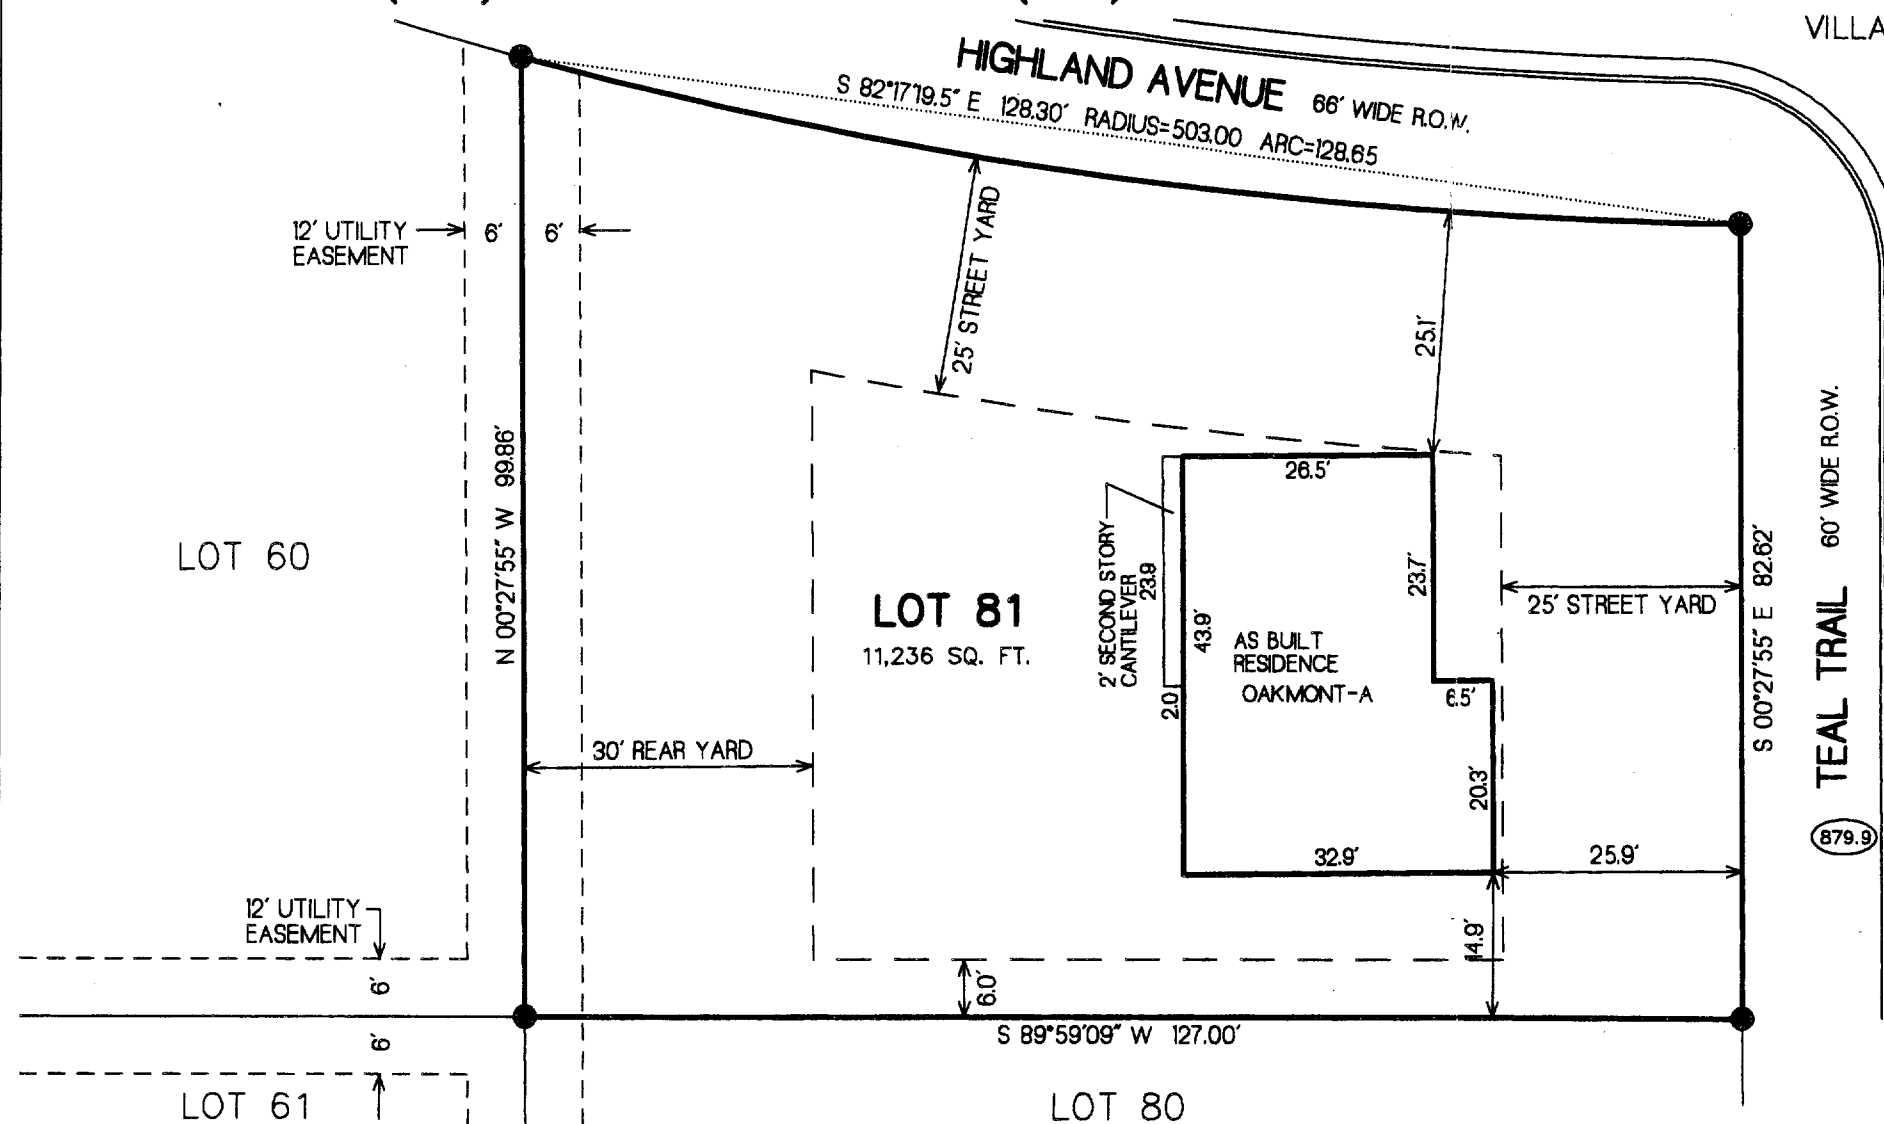 VILLA
HIGHLAND AVENUE 66' WIDE R.O.W.
S 82°17'19.5" E 128.30' RADIUS=503.00 ARC=128.65
12' UTILITY
EASEMENT
6'
6'
25' STREET YARD
25.1'
N 00°27'55" W 99.86'
LOT 60
26.5'
2' SECOND STORY
CANTILEVER
23.9
43.9'
23.7'
LOT 81
11,236 SQ. FT.
AS BUILT
RESIDENCE
OAKMONT-A
2.0
6.5'
25' STREET YARD
S 00°27'55" E 82.62'
TEAL TRAIL 60' WIDE R.O.W.
879.9
30' REAR YARD
20.3'
32.9'
25.9'
12' UTILITY
EASEMENT
14.9'
6'
6'
6.0'
S 89°59'09" W 127.00'
LOT 61
LOT 80